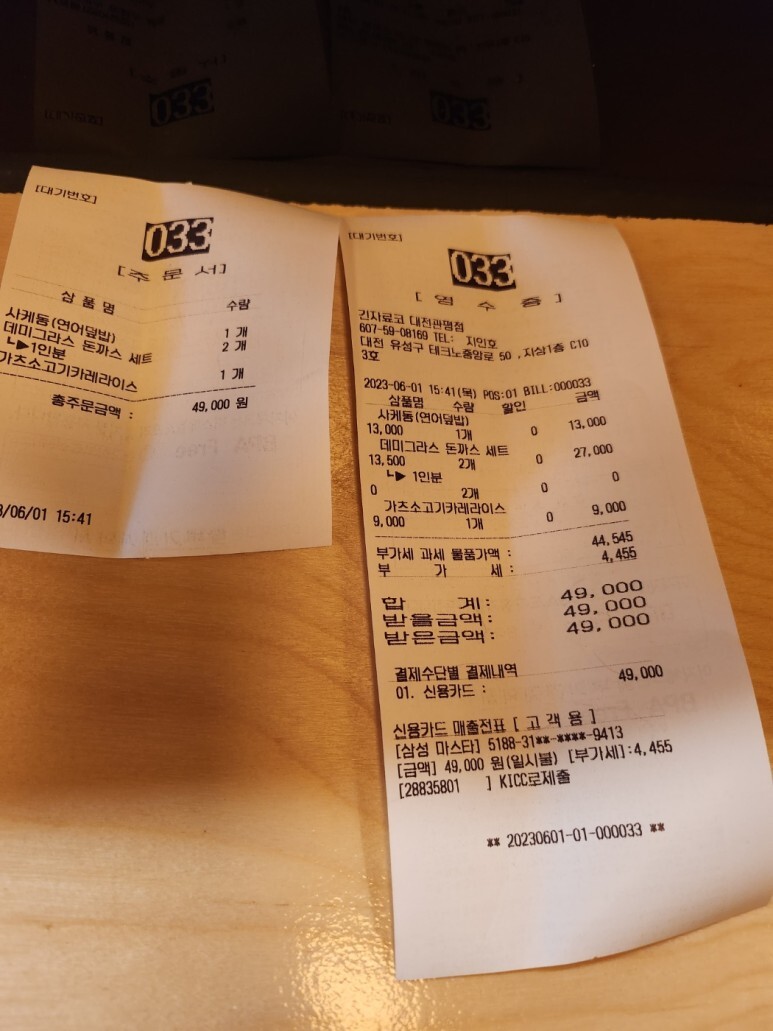 [대기번호]
033
[주 문 서]
상 품 명 수량
사케동(연어덮밥) 1 개
데미그라스 돈까스 세트 2 개
┗▶1인분
가츠소고기카레라이스 1 개
총주문금액 : 49,000 원
/06/01 15:41
[대기번호]
033
[ 영 수 증 ]
긴자료코 대전관평점
607-59-08169 TEL: 지인호
대전 유성구 테크노중앙로 50 ,지상1층 C10
3호
2023-06-01 15:41(목) POS:01 BILL:000033
상품명 수량 할인 금액
사케동(연어덮밥)
13,000 1개 0 13,000
데미그라스 돈까스 세트
13,500 2개 0 27,000
┗▶ 1인분
0 2개 0 0
가츠소고기카레라이스
9,000 1개 0 9,000
부가세 과세 물품가액 : 44,545
부 가 세 : 4,455
합 계: 49,000
받을금액: 49,000
받은금액: 49,000
결제수단별 결제내역
01. 신용카드 : 49,000
신용카드 매출전표 [ 고 객 용 ]
[삼성 마스타] 5188-31**-****-9413
[금액] 49,000 원(일시불) [부가세]:4,455
[28835801 ] KICC로제출
** 20230601-01-000033 **